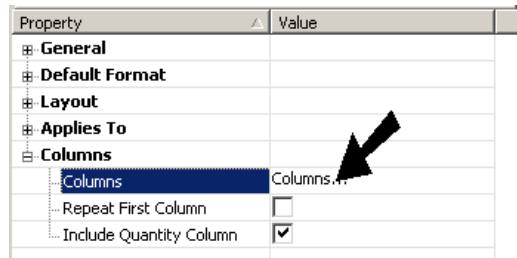 Property Value
General
Default Format
Layout
Applies To
Columns
Columns Columns...
Repeat First Column
Include Quantity Column